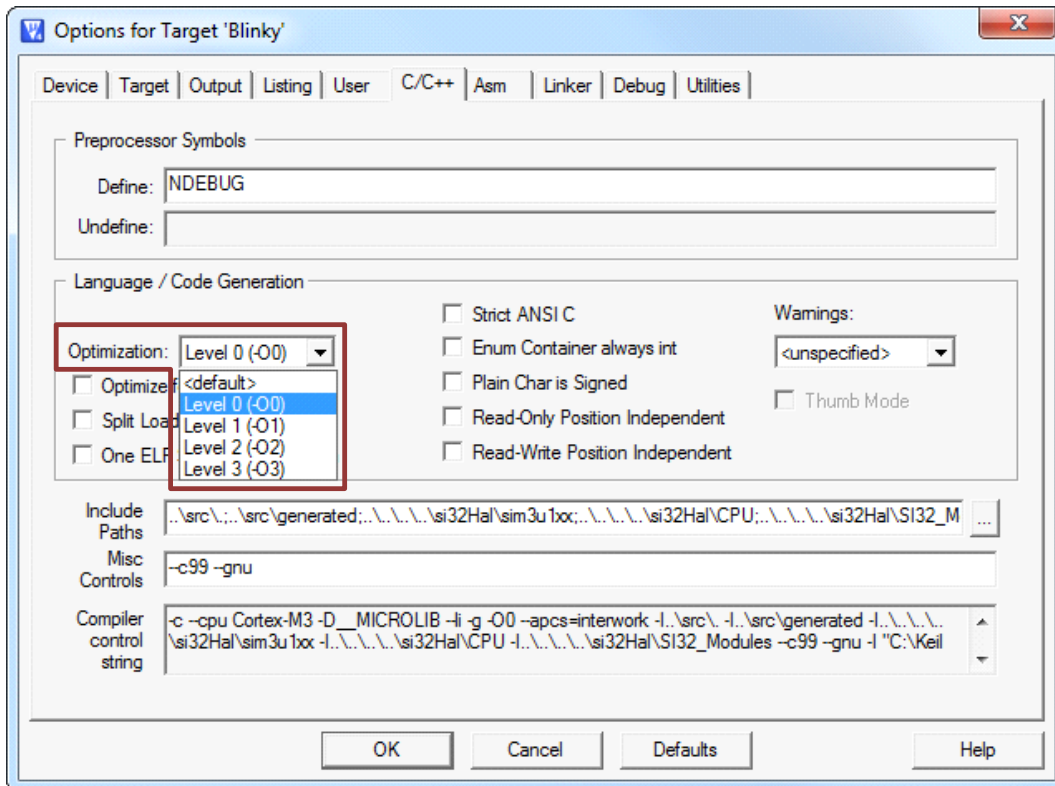 Options for Target 'Blinky'
Device Target Output Listing User C/C++ Asm Linker Debug Utilities
Preprocessor Symbols
Define: NDEBUG
Undefine:
Language / Code Generation
Strict ANSI C Warnings:
Optimization: Level 0 (-O0) Enum Container always int <unspecified>
<default>
Level 0 (-O0)
Level 1 (-O1)
Level 2 (-O2)
Level 3 (-O3)
Optimize Plain Char is Signed Thumb Mode
Split Load Read-Only Position Independent
One ELF Read-Write Position Independent
Include Paths ..\src\.;..\src\generated;..\..\..\..\si32Hal\sim3u1xx;..\..\..\..\si32Hal\CPU;..\..\..\..\si32Hal\SI32_M ...
Misc Controls --c99 --gnu
Compiler control string -c --cpu Cortex-M3 -D__MICROLIB --li -g -O0 --apcs=interwork -I..\src\. -I..\src\generated -I..\..\..\..
\si32Hal\sim3u1xx -I..\..\..\..\si32Hal\CPU -I..\..\..\..\si32Hal\SI32_Modules --c99 --gnu -I "C:\Keil
OK Cancel Defaults Help